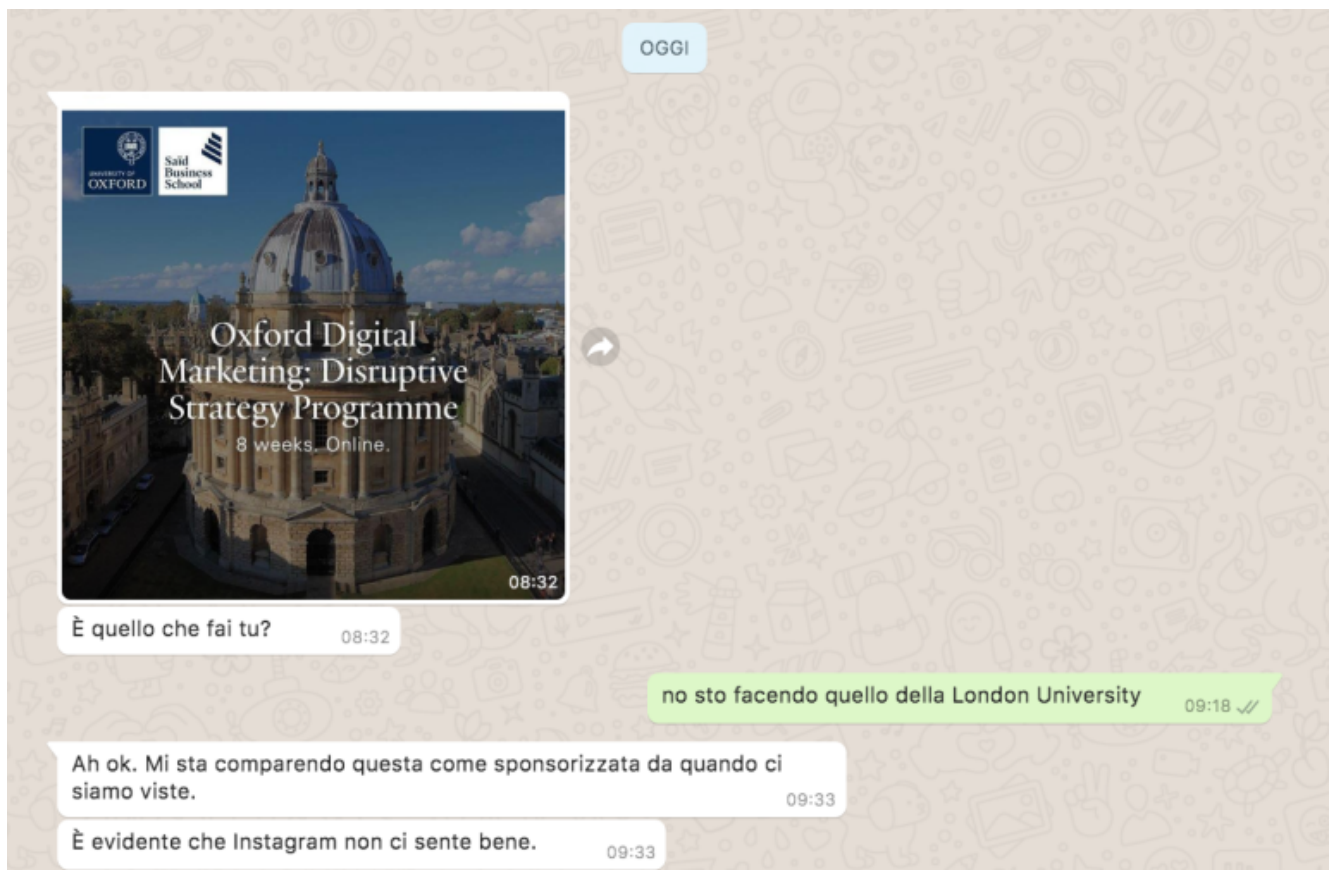 OGGI
UNIVERSITY OF
OXFORD
Saïd
Business
School
Oxford Digital
Marketing: Disruptive
Strategy Programme
8 weeks. Online.
08:32
È quello che fai tu?
08:32
no sto facendo quello della London University
09:18
Ah ok. Mi sta comparendo questa come sponsorizzata da quando ci
siamo viste.
09:33
È evidente che Instagram non ci sente bene.
09:33